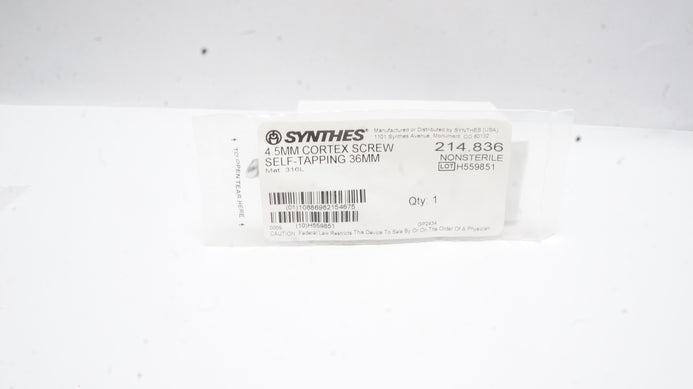 SYNTHES®
Manufactured or Distributed by SYNTHES (USA)
1101 Synthes Avenue, Monument, CO 80132
4.5MM CORTEX SCREW
SELF-TAPPING 36MM
Mat. 316L
214.836
NONSTERILE
LOT H559851
(01)10886982154675
Qty: 1
(10)H559851
GP2434
CAUTION: Federal Law Restricts This Device To Sale By Or On The Order Of A Physician
↑ TO OPEN TEAR HERE ↑